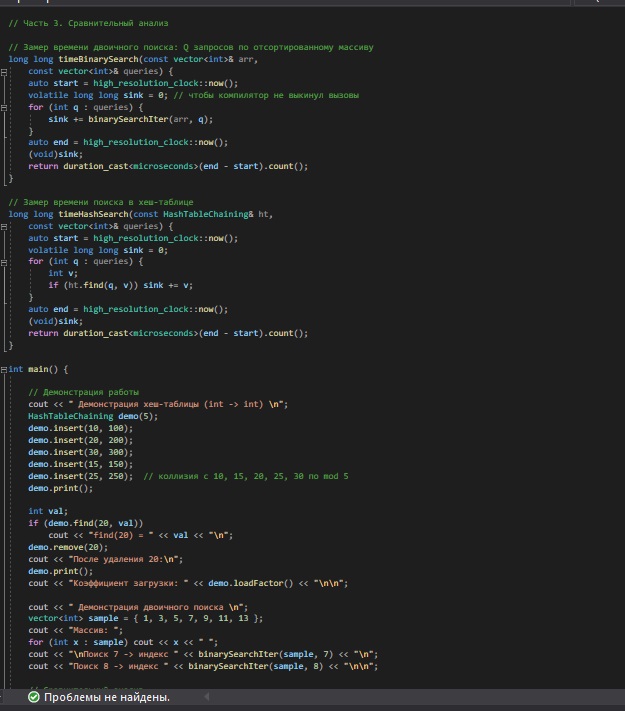 // Часть 3. Сравнительный анализ
// Замер времени двоичного поиска: Q запросов по отсортированному массиву
long long timeBinarySearch(const vector<int>& arr,
    const vector<int>& queries) {
    auto start = high_resolution_clock::now();
    volatile long long sink = 0; // чтобы компилятор не выкинул вызовы
    for (int q : queries) {
        sink += binarySearchIter(arr, q);
    }
    auto end = high_resolution_clock::now();
    (void)sink;
    return duration_cast<microseconds>(end - start).count();
}
// Замер времени поиска в хеш-таблице
long long timeHashSearch(const HashTableChaining& ht,
    const vector<int>& queries) {
    auto start = high_resolution_clock::now();
    volatile long long sink = 0;
    for (int q : queries) {
        int v;
        if (ht.find(q, v)) sink += v;
    }
    auto end = high_resolution_clock::now();
    (void)sink;
    return duration_cast<microseconds>(end - start).count();
}
int main() {
    // Демонстрация работы
    cout << " Демонстрация хеш-таблицы (int -> int) \n";
    HashTableChaining demo(5);
    demo.insert(10, 100);
    demo.insert(20, 200);
    demo.insert(30, 300);
    demo.insert(15, 150);
    demo.insert(25, 250);  // коллизия с 10, 15, 20, 25, 30 по mod 5
    demo.print();
    int val;
    if (demo.find(20, val))
        cout << "find(20) = " << val << "\n";
    demo.remove(20);
    cout << "После удаления 20:\n";
    demo.print();
    cout << "Коэффициент загрузки: " << demo.loadFactor() << "\n\n";
    cout << " Демонстрация двоичного поиска \n";
    vector<int> sample = { 1, 3, 5, 7, 9, 11, 13 };
    cout << "Массив: ";
    for (int x : sample) cout << x << " ";
    cout << "\nПоиск 7 -> индекс " << binarySearchIter(sample, 7) << "\n";
    cout << "Поиск 8 -> индекс " << binarySearchIter(sample, 8) << "\n\n";
Проблемы не найдены.